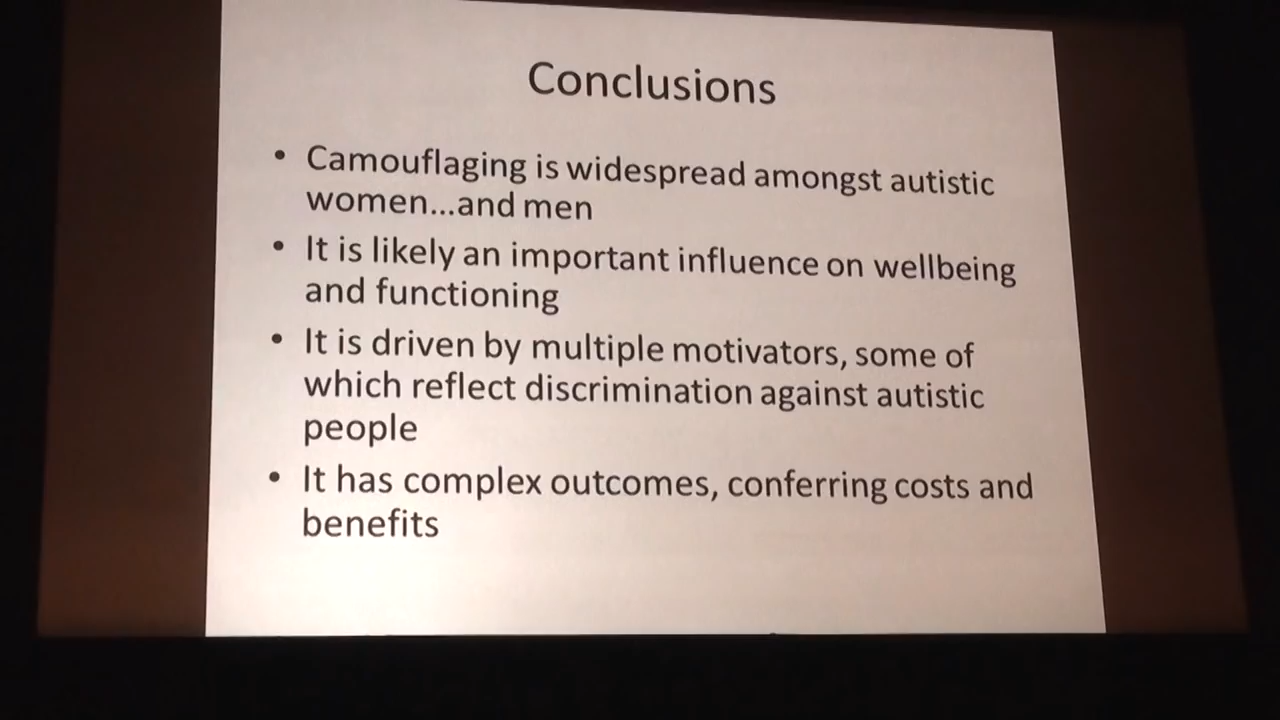 Conclusions
• Camouflaging is widespread amongst autistic
women...and men
• It is likely an important influence on wellbeing
and functioning
• It is driven by multiple motivators, some of
which reflect discrimination against autistic
people
• It has complex outcomes, conferring costs and
benefits